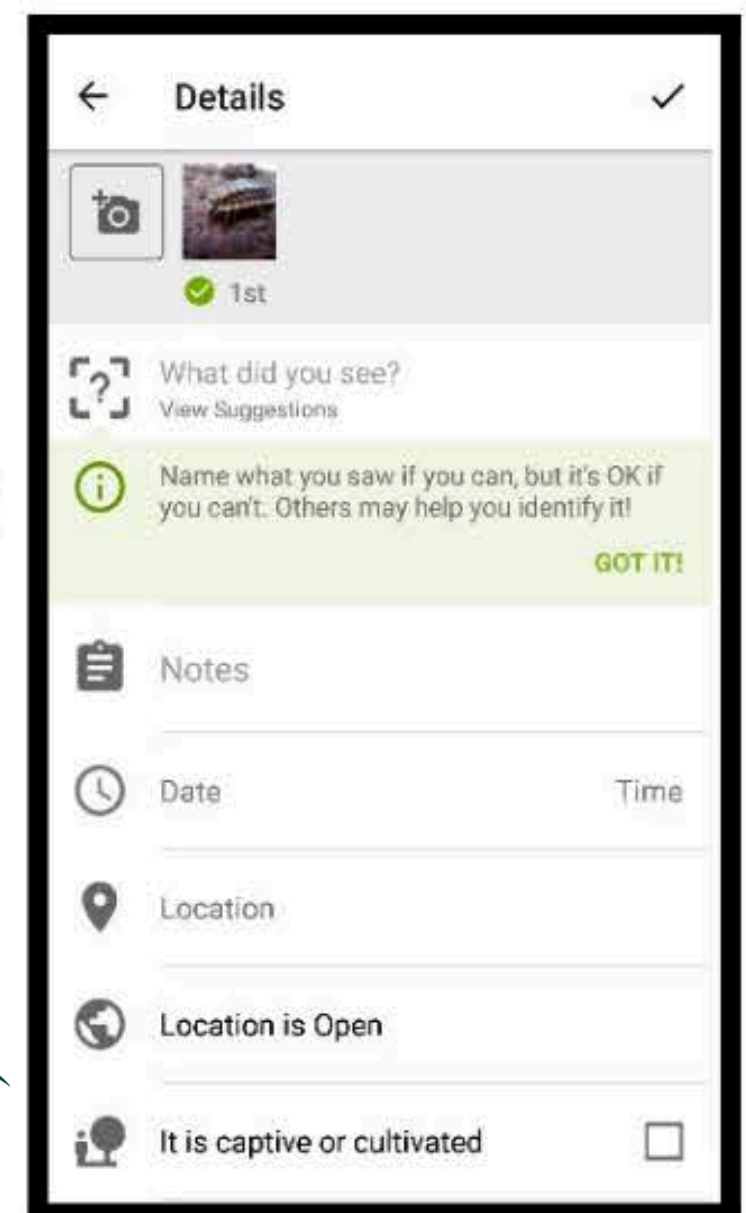 Details
1st
What did you see?
View Suggestions
Name what you saw if you can, but it's OK if
you can't. Others may help you identify it!
GOT IT!
Notes
Date Time
Location
Location is Open
It is captive or cultivated